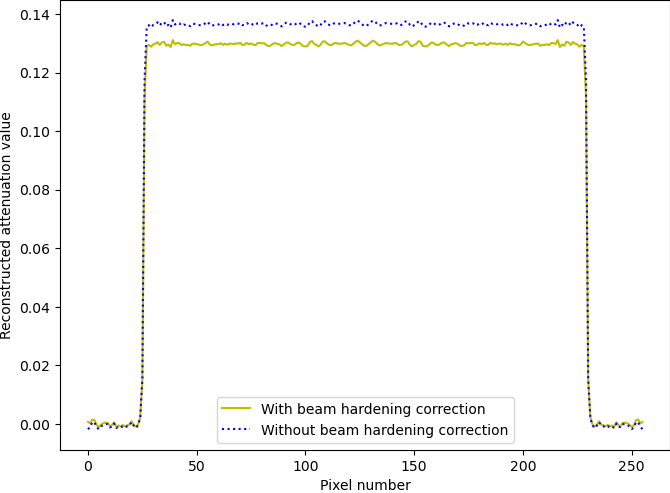 0.14
0.12
0.10
0.08
0.06
0.04
0.02
0.00
Reconstructed attenuation value
With beam hardening correction
Without beam hardening correction
0 50 100 150 200 250
Pixel number